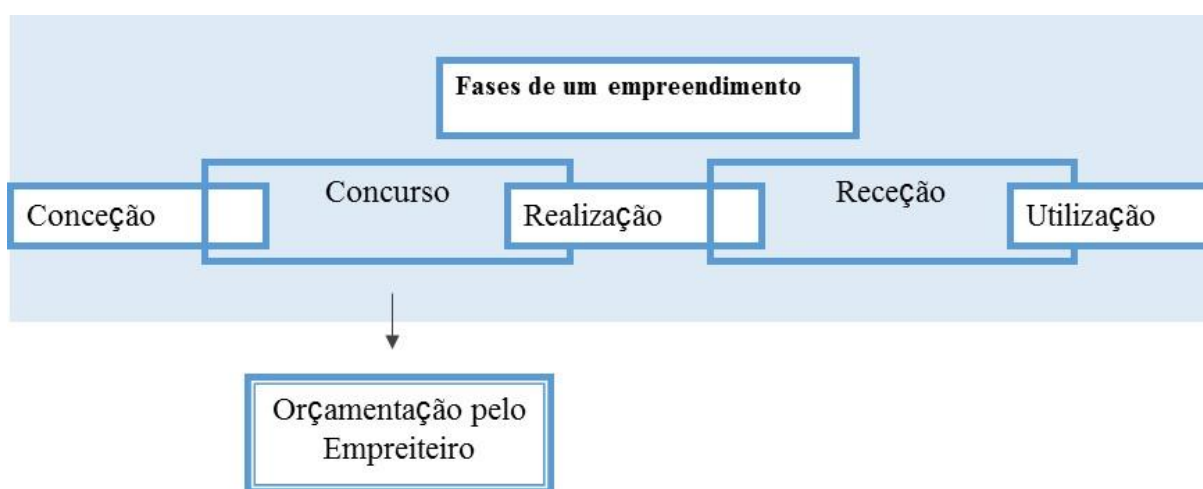 Fases de um empreendimento
Conceção
Concurso
Realização
Receção
Utilização
Orçamentação pelo
Empreiteiro